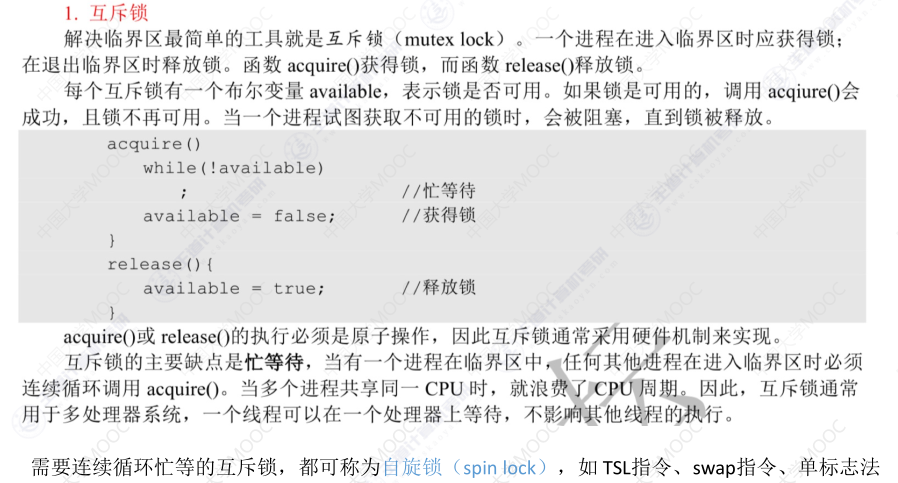 1. 互斥锁
解决临界区最简单的工具就是互斥锁（mutex lock）。一个进程在进入临界区时应获得锁；
在退出临界区时释放锁。函数 acquire()获得锁，而函数 release()释放锁。
每个互斥锁有一个布尔变量 available，表示锁是否可用。如果锁是可用的，调用 acqiure()会
成功，且锁不再可用。当一个进程试图获取不可用的锁时，会被阻塞，直到锁被释放。
acquire()
while(!available)
; //忙等待
available = false; //获得锁
}
release(){
available = true; //释放锁
}
acquire()或 release()的执行必须是原子操作，因此互斥锁通常采用硬件机制来实现。
互斥锁的主要缺点是忙等待，当有一个进程在临界区中，任何其他进程在进入临界区时必须
连续循环调用 acquire()。当多个进程共享同一 CPU 时，就浪费了 CPU 周期。因此，互斥锁通常
用于多处理器系统，一个线程可以在一个处理器上等待，不影响其他线程的执行。
需要连续循环忙等的互斥锁，都可称为自旋锁（spin lock），如 TSL指令、swap指令、单标志法